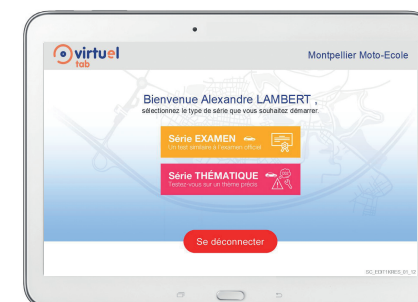 virtuel
tab
Montpellier Moto-Ecole
Bienvenue Alexandre LAMBERT ,
sélectionnez le type de série que vous souhaitez démarrer.
Série EXAMEN
Un test similaire à l'examen officiel
Série THÉMATIQUE
Testez-vous sur un thème précis
Se déconnecter